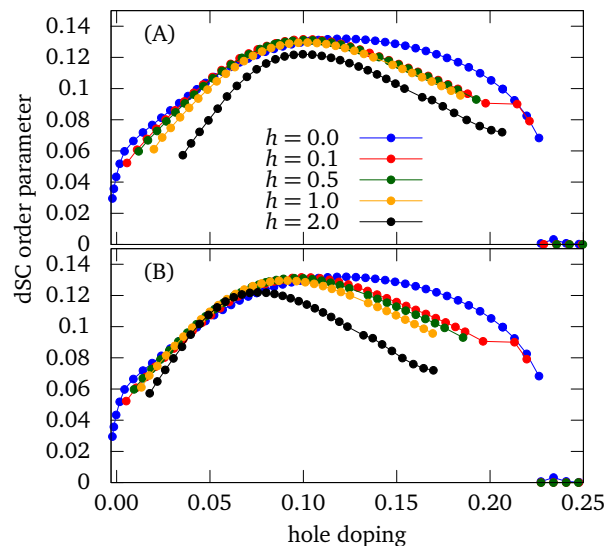 dSC order parameter
(A)
0.14
0.12
0.1
0.08
0.06
0.04
0.02
0
h = 0.0
h = 0.1
h = 0.5
h = 1.0
h = 2.0
(B)
0.14
0.12
0.1
0.08
0.06
0.04
0.02
0
0.00 0.05 0.10 0.15 0.20 0.25
hole doping